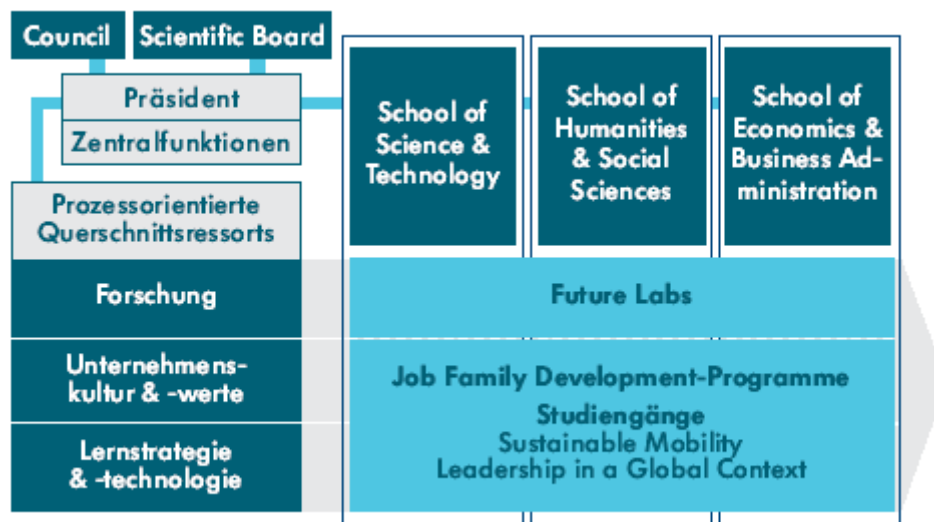 Council
Scientific Board
Präsident
Zentralfunktionen
School of
Science &
Technology
School of
Humanities
& Social
Sciences
School of
Economics &
Business Ad-
ministration
Prozessorientierte
Querschnittsressorts
Forschung
Future Labs
Unternehmens-
kultur & -werte
Job Family Development-Programme
Studiengänge
Sustainable Mobility
Leadership in a Global Context
Lernstrategie
& -technologie